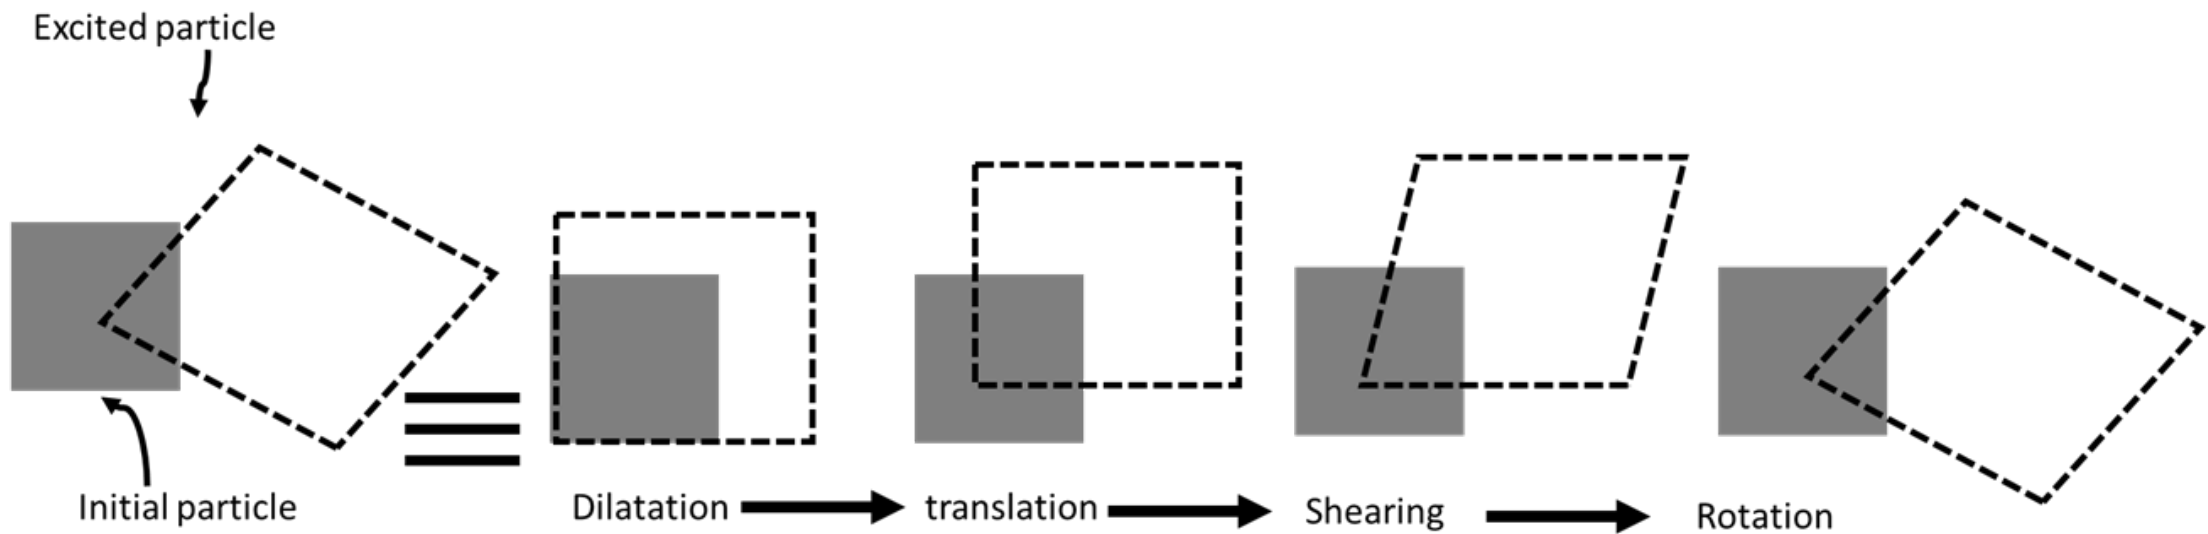 Excited particle
Initial particle
Dilatation
translation
Shearing
Rotation